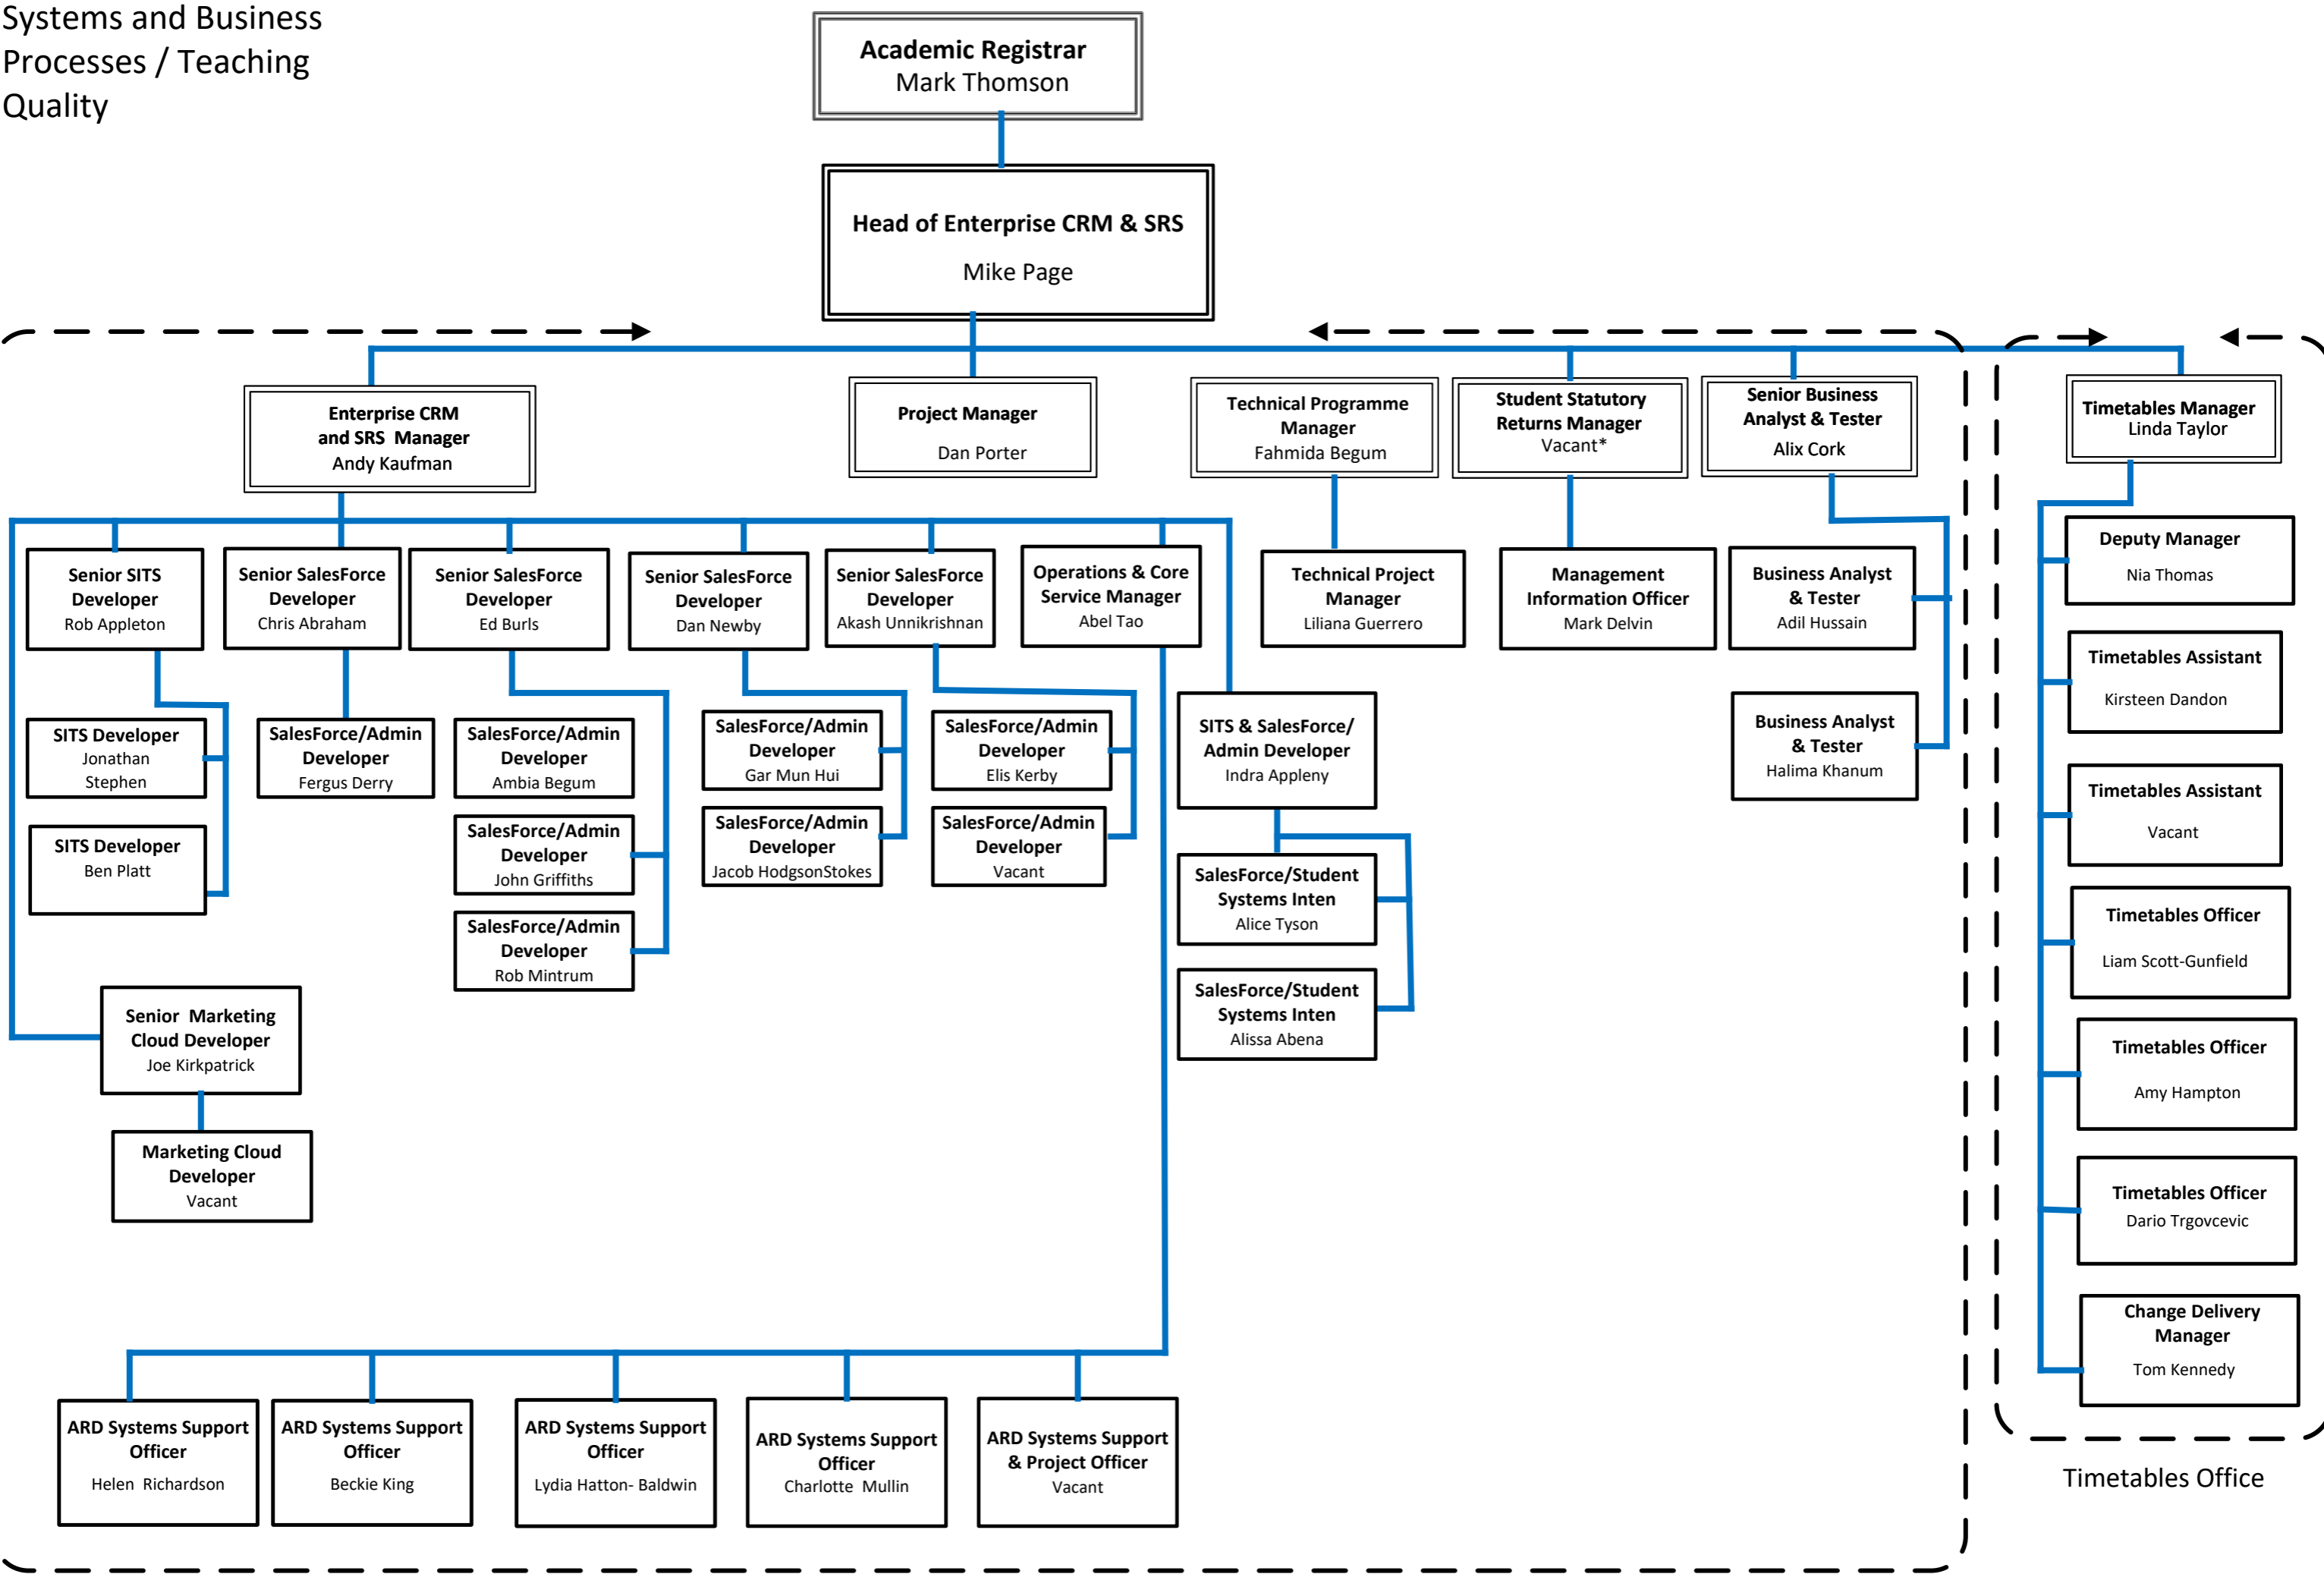 Systems and Business
Processes / Teaching
Quality
Academic Registrar
Mark Thomson
Head of Enterprise CRM & SRS
Mike Page
Enterprise CRM
and SRS Manager
Andy Kaufman
Project Manager
Dan Porter
Technical Programme
Manager
Fahmida Begum
Student Statutory
Returns Manager
Vacant*
Senior Business
Analyst & Tester
Alix Cork
Timetables Manager
Linda Taylor
Senior SITS
Developer
Rob Appleton
Senior SalesForce
Developer
Chris Abraham
Senior SalesForce
Developer
Ed Burls
Senior SalesForce
Developer
Dan Newby
Senior SalesForce
Developer
Akash Unnikrishnan
Operations & Core
Service Manager
Abel Tao
Technical Project
Manager
Liliana Guerrero
Management
Information Officer
Mark Delvin
Business Analyst
& Tester
Adil Hussain
Deputy Manager
Nia Thomas
SITS Developer
Jonathan
Stephen
SalesForce/Admin
Developer
Fergus Derry
SalesForce/Admin
Developer
Ambia Begum
SalesForce/Admin
Developer
Gar Mun Hui
SalesForce/Admin
Developer
Elis Kerby
SITS & SalesForce/
Admin Developer
Indra Appleny
Business Analyst
& Tester
Halima Khanum
Timetables Assistant
Kirsteen Dandon
SITS Developer
Ben Platt
SalesForce/Admin
Developer
John Griffiths
SalesForce/Admin
Developer
Jacob HodgsonStokes
SalesForce/Admin
Developer
Vacant
Timetables Assistant
Vacant
SalesForce/Admin
Developer
Rob Mintrum
SalesForce/Student
Systems Inten
Alice Tyson
Timetables Officer
Liam Scott-Gunfield
Senior Marketing
Cloud Developer
Joe Kirkpatrick
SalesForce/Student
Systems Inten
Alissa Abena
Timetables Officer
Amy Hampton
Marketing Cloud
Developer
Vacant
Timetables Officer
Dario Trgovcevic
Change Delivery
Manager
Tom Kennedy
ARD Systems Support
Officer
Helen Richardson
ARD Systems Support
Officer
Beckie King
ARD Systems Support
Officer
Lydia Hatton- Baldwin
ARD Systems Support
Officer
Charlotte Mullin
ARD Systems Support
& Project Officer
Vacant
Timetables Office